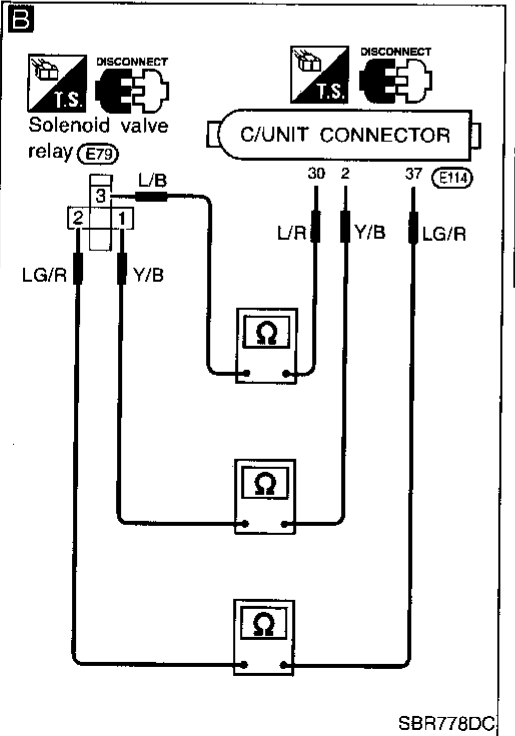 B
DISCONNECT
T.S.
Solenoid valve
relay E79
DISCONNECT
T.S.
C/UNIT CONNECTOR
30 2 37 E114
L/B
3
2 1
L/R Y/B LG/R
LG/R Y/B
Ω
Ω
Ω
SBR778DC